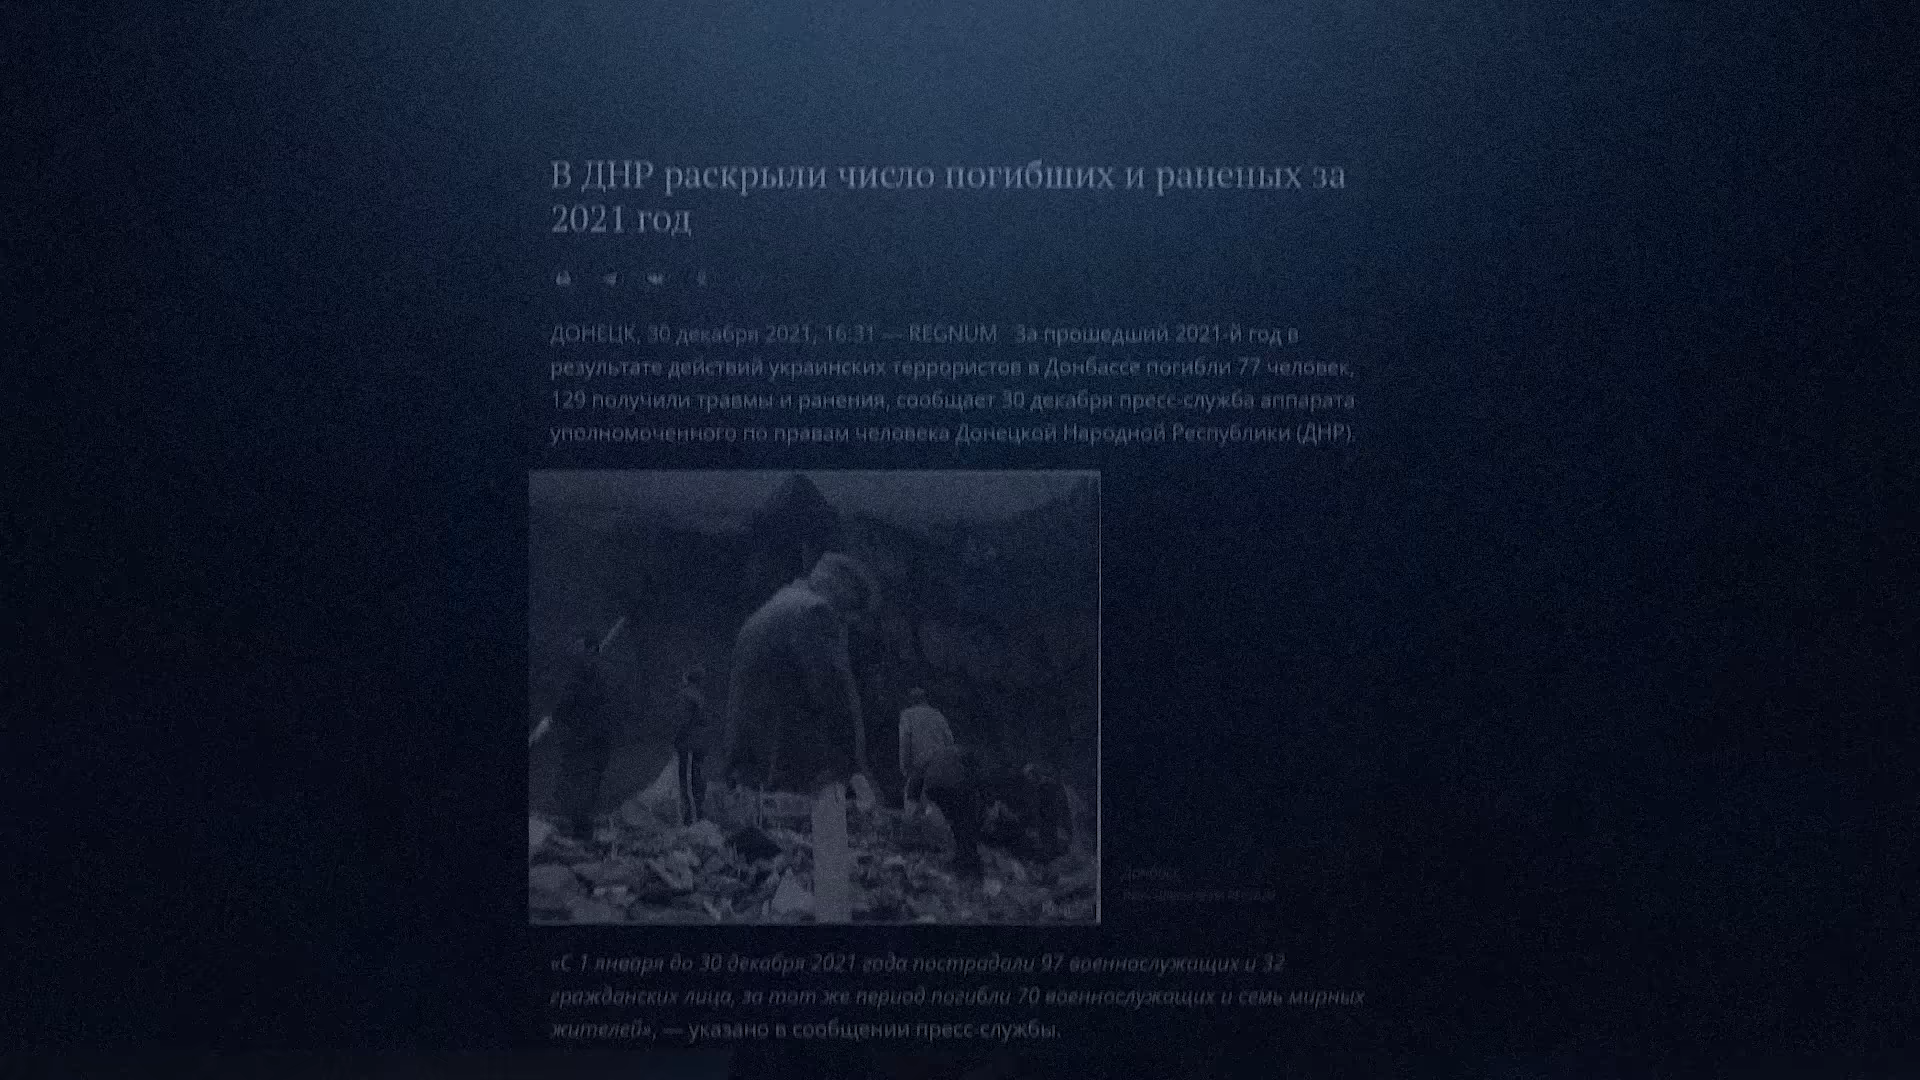 В ДНР раскрыли число погибших и раненых за
2021 год
ДОНЕЦК, 30 декабря 2021, 16:31 — REGNUM За прошедший 2021-й год в
результате действий украинских террористов в Донбассе погибли 77 человек,
129 получили травмы и ранения, сообщает 30 декабря пресс-служба аппарата
уполномоченного по правам человека Донецкой Народной Республики (ДНР).
Донбасс
«С 1 января до 30 декабря 2021 года пострадали 97 военнослужащих и 32
гражданских лица, за тот же период погибли 70 военнослужащих и семь мирных
жителей», — указано в сообщении пресс-службы.